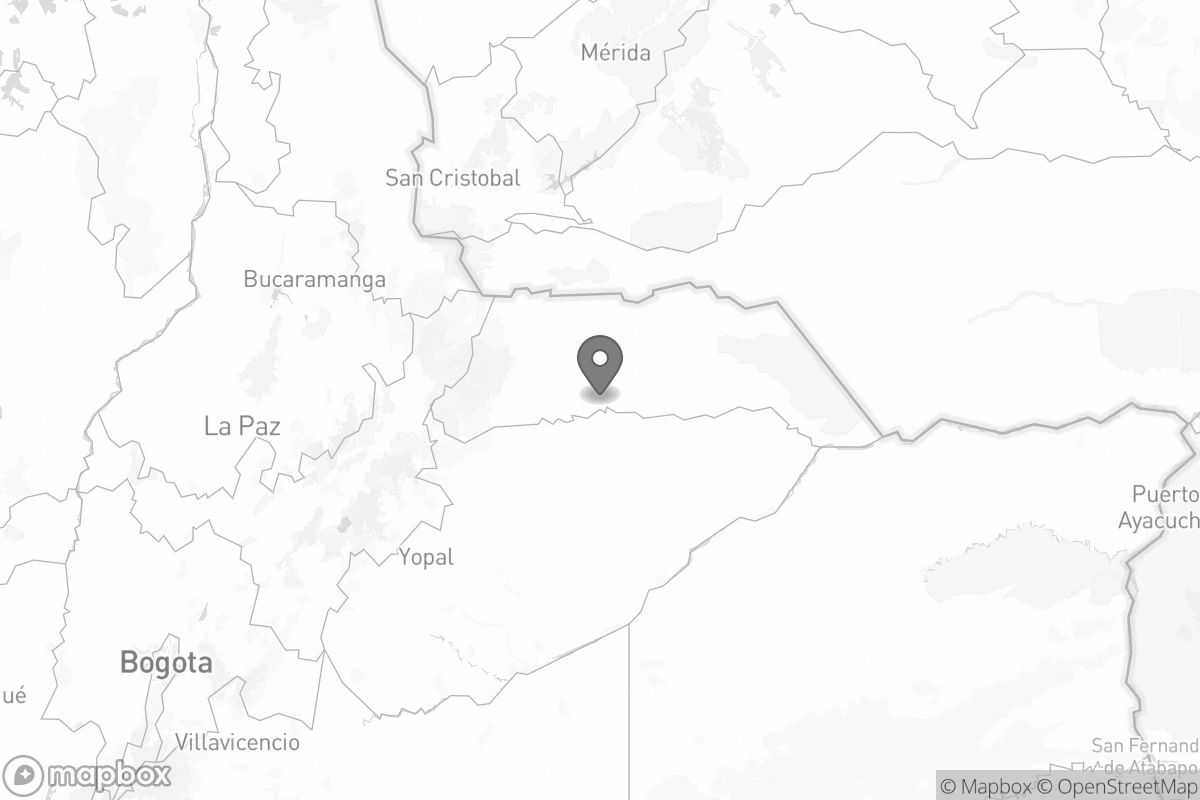 Mérida
San Cristobal
Bucaramanga
La Paz
Puerto
Ayacuch
Yopal
Bogota
ué
Villavicencio
San Fernand
de Atabapo
mapbox
© Mapbox © OpenStreetMap